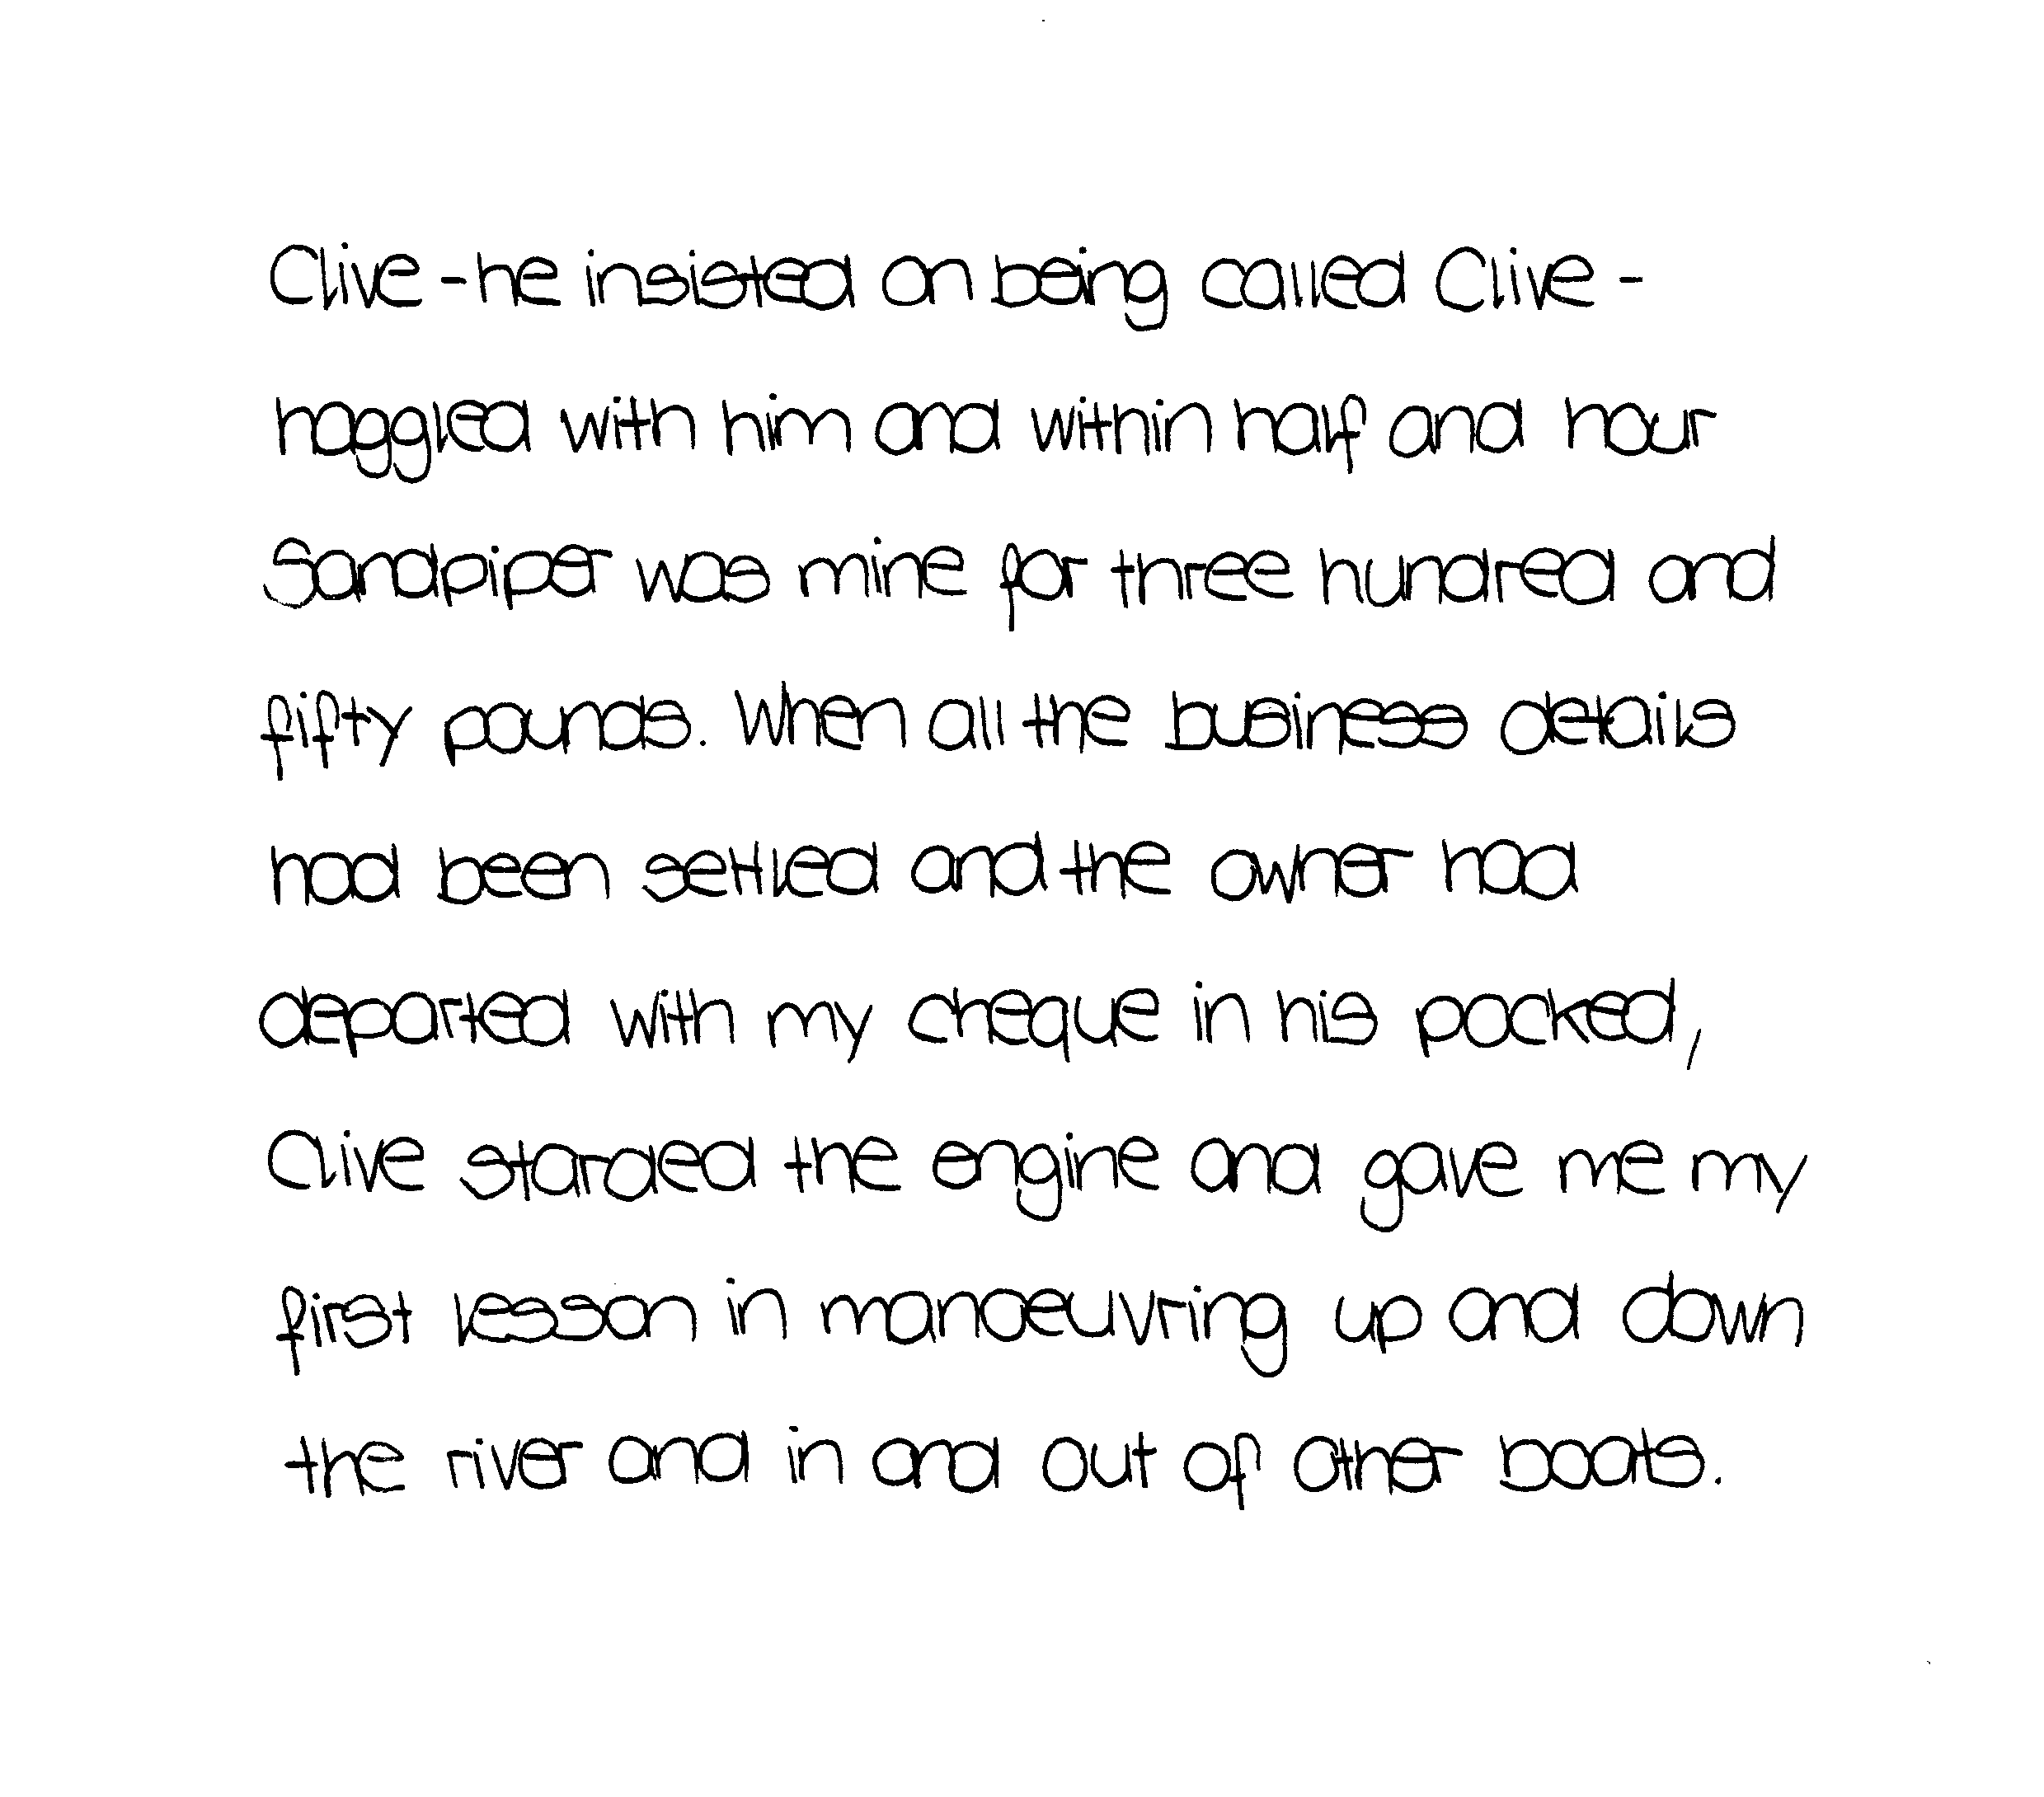 Clive - he insisted on being called Clive -
haggled with him and within half and hour
Sandpiper was mine for three hundred and
fifty pounds. When all the business details
had been settled and the owner had
departed with my cheque in his pocked,
Clive starded the engine and gave me my
first lesson in manoeuvring up and down
the river and in and out of other boats.